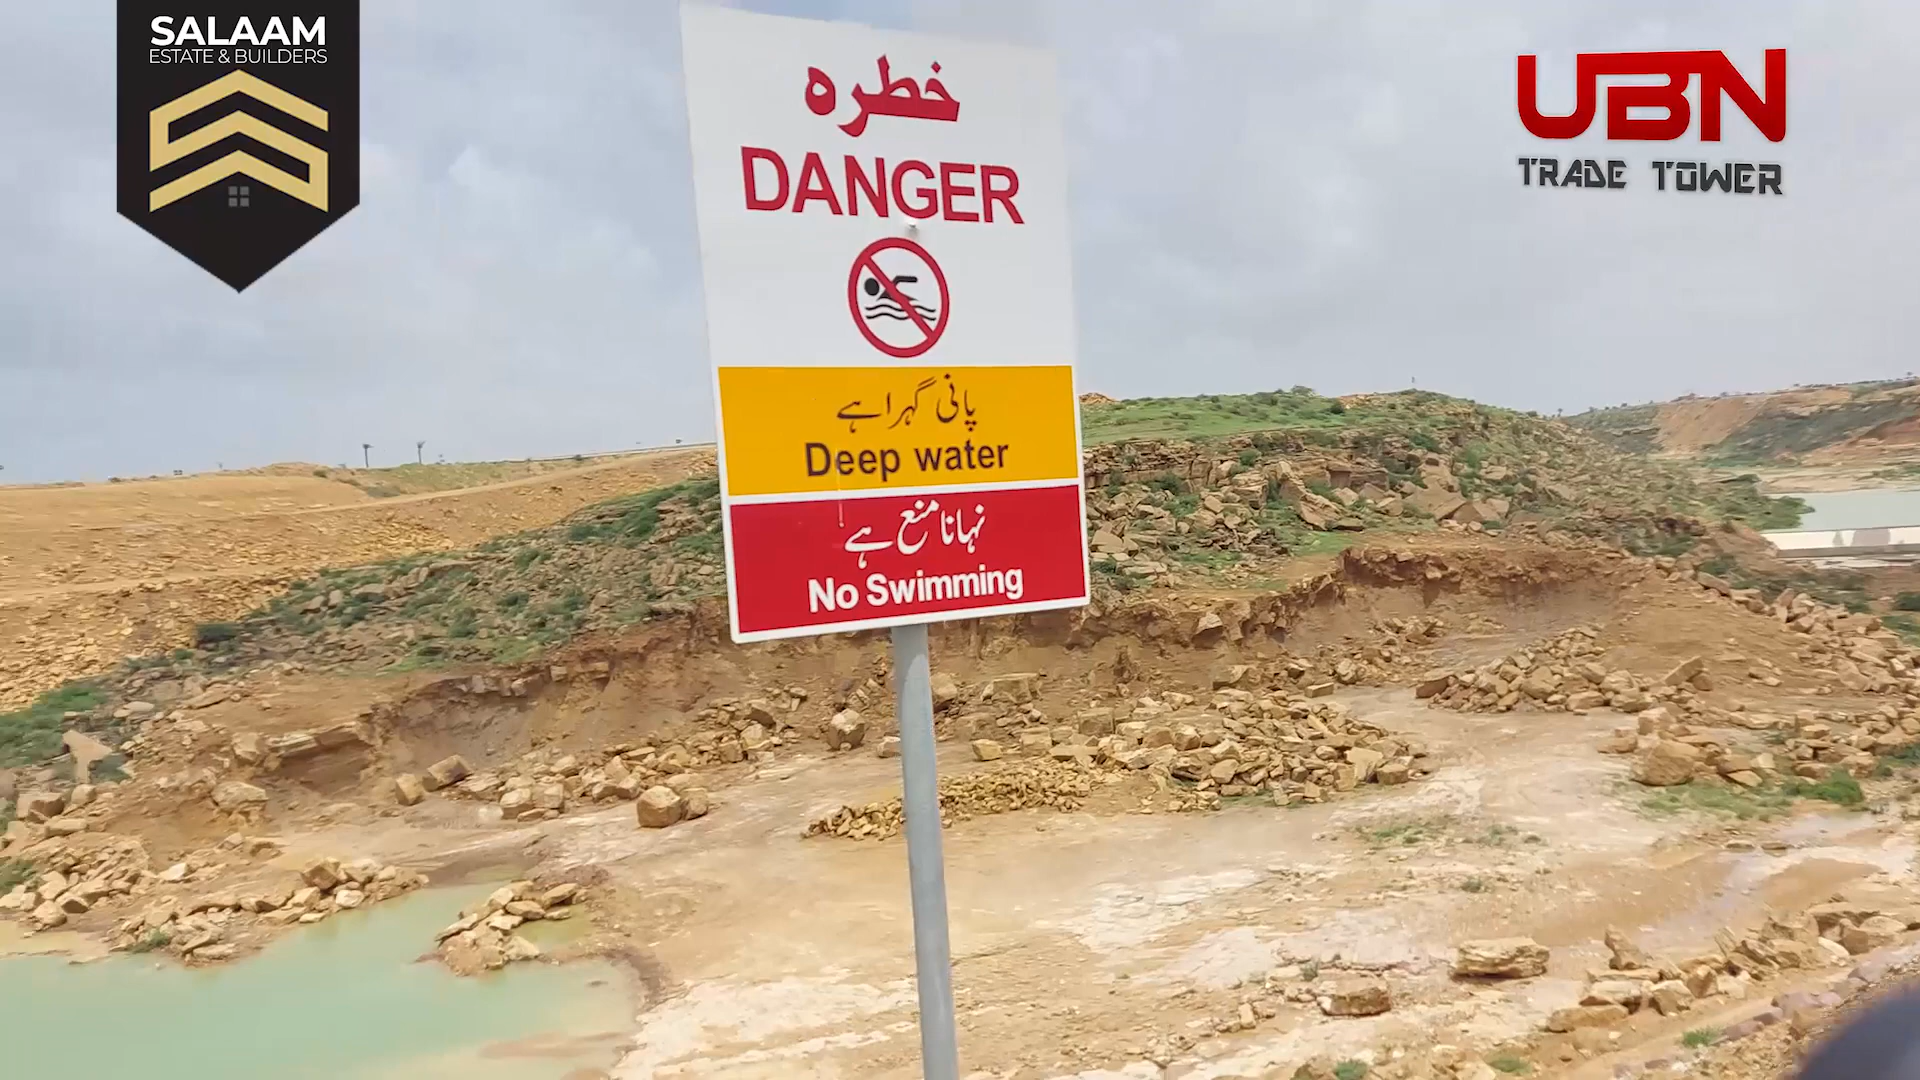 SALAAM
ESTATE & BUILDERS
UBN
TRADE TOWER
خطرہ
DANGER
پانی گہرا ہے
Deep water
نہانا منع ہے
No Swimming